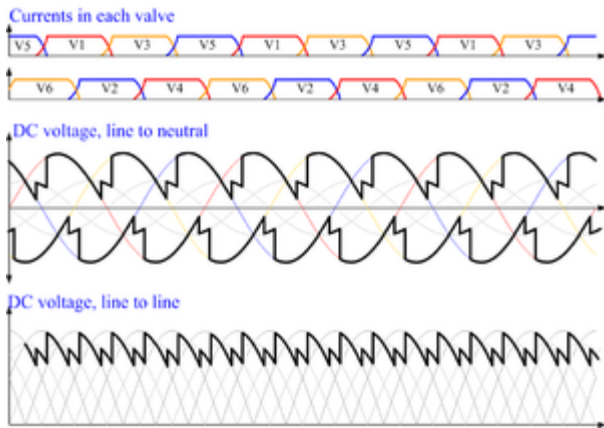 Currents in each valve
V5 V1 V3 V5 V1 V3 V5 V1 V3
V6 V2 V4 V6 V2 V4 V6 V2 V4
DC voltage, line to neutral
DC voltage, line to line